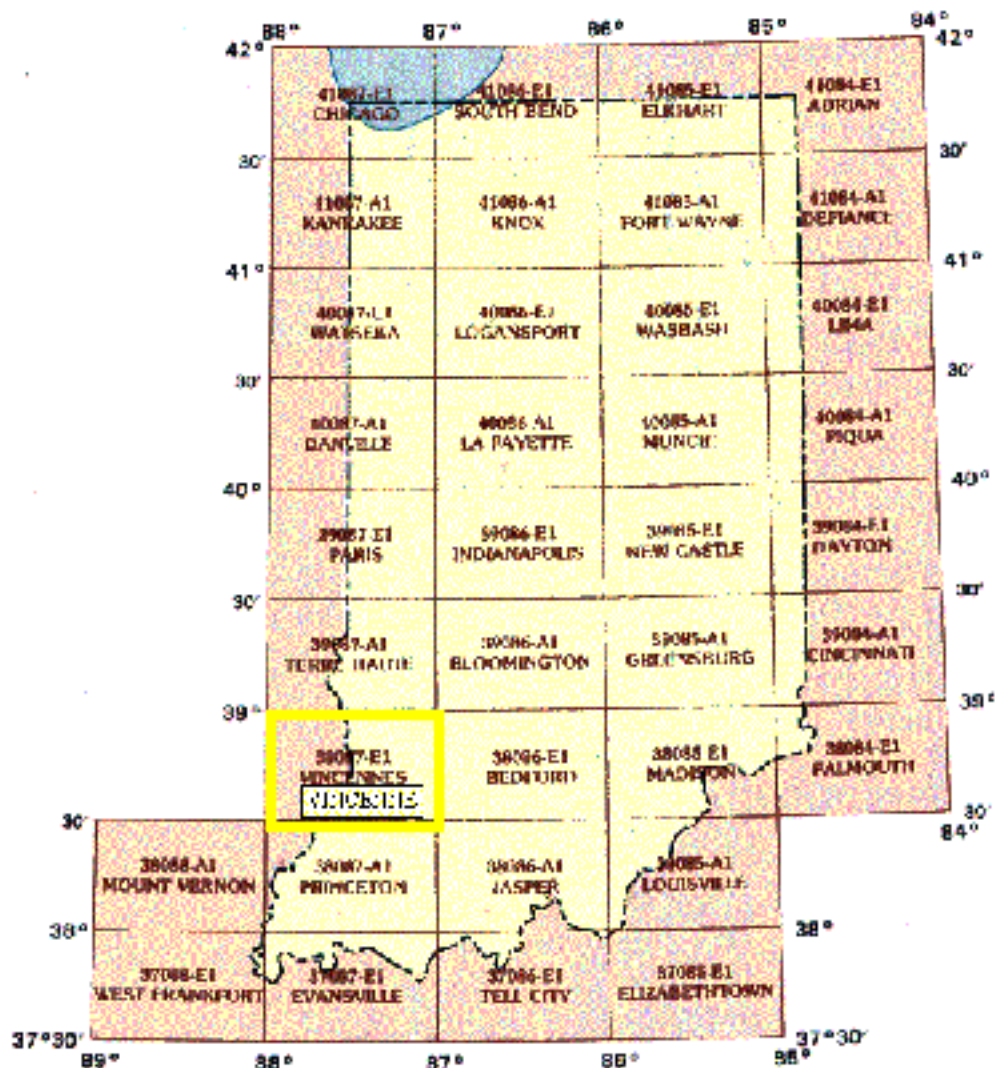 88° 87° 86° 85° 84°
42° 42°
41087-E1 41086-E1 41085-E1 41084-E1
CHICAGO SOUTH BEND ELKHART ADRIAN
30' 30'
41087-A1 41086-A1 41085-A1 41084-A1
KANKAKEE KNOX FORT WAYNE DEFIANCE
41° 41°
40087-E1 40086-E1 40085-E1 40084-E1
WATSEKA LOGANSPORT WASBASH LIMA
30' 30'
40087-A1 40086-A1 40085-A1 40084-A1
DANVILLE LA FAYETTE MUNCIE PIQUA
40° 40°
39087-E1 39086-E1 39085-E1 39084-E1
PARIS INDIANAPOLIS NEW CASTLE DAYTON
30' 30'
39087-A1 39086-A1 39085-A1 39084-A1
TERRE HAUTE BLOOMINGTON GREENSBURG CINCINNATI
39° 39°
38087-E1 38086-E1 38085-E1 38084-E1
VINCENNES BEDFORD MADISON FALMOUTH
30' 30'
84°
38088-A1 38087-A1 38086-A1 38085-A1
MOUNT VERNON PRINCETON JASPER LOUISVILLE
38° 38°
37088-E1 37087-E1 37086-E1 37085-E1
WEST FRANKFORT EVANSVILLE TELL CITY ELIZABETHTOWN
37°30' 37°30'
89° 88° 87° 86° 85°